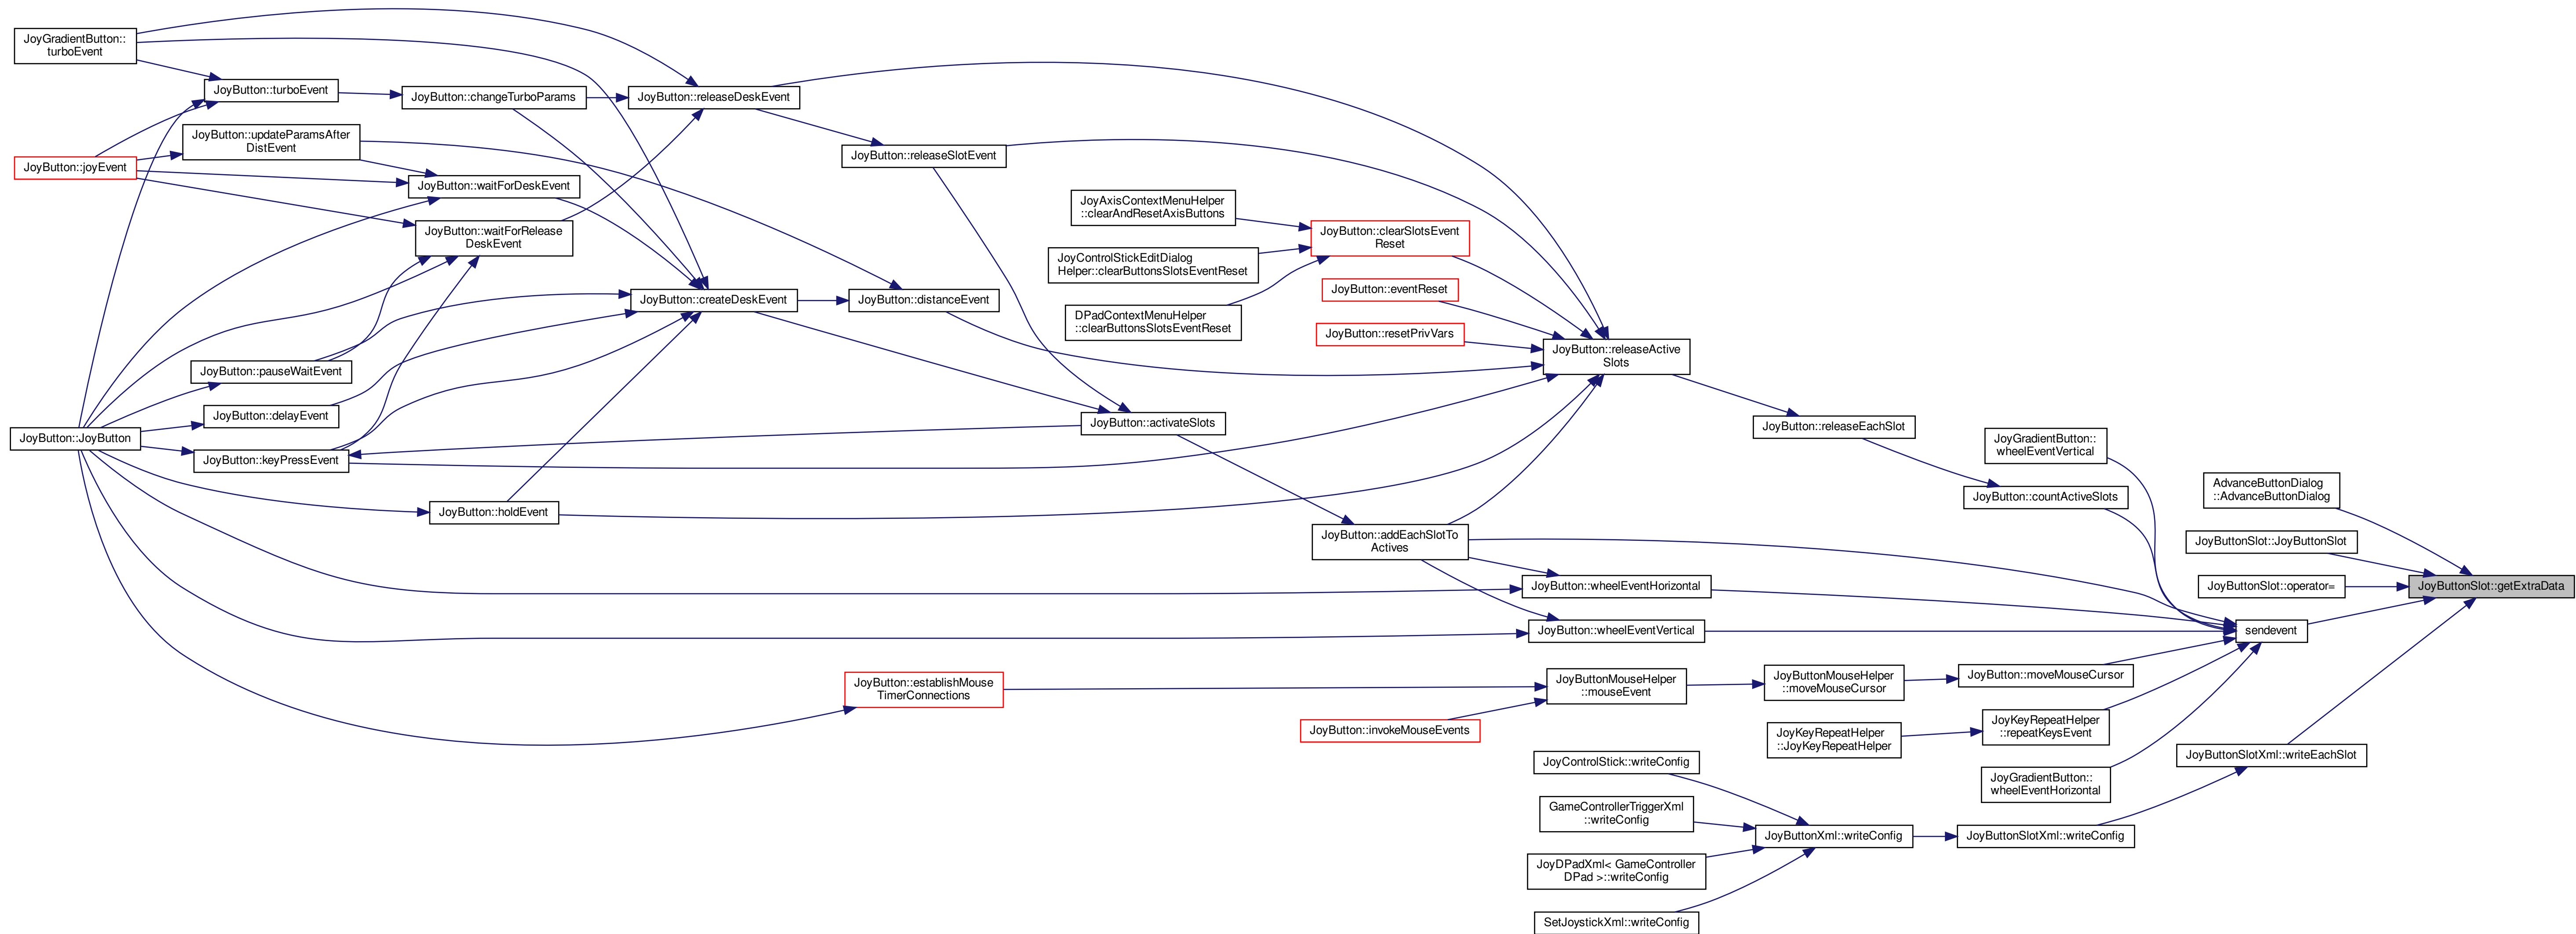 JoyGradientButton::
turboEvent
JoyButton::turboEvent
JoyButton::changeTurboParams
JoyButton::releaseDeskEvent
JoyButton::updateParamsAfter
DistEvent
JoyButton::joyEvent
JoyButton::waitForDeskEvent
JoyButton::releaseSlotEvent
JoyButton::waitForRelease
DeskEvent
JoyAxisContextMenuHelper
::clearAndResetAxisButtons
JoyButton::clearSlotsEvent
Reset
JoyControlStickEditDialog
Helper::clearButtonsSlotsEventReset
JoyButton::createDeskEvent
JoyButton::distanceEvent
JoyButton::eventReset
DPadContextMenuHelper
::clearButtonsSlotsEventReset
JoyButton::resetPrivVars
JoyButton::releaseActive
Slots
JoyButton::pauseWaitEvent
JoyButton::delayEvent
JoyButton::activateSlots
JoyButton::releaseEachSlot
JoyButton::JoyButton
JoyButton::keyPressEvent
JoyGradientButton::
wheelEventVertical
JoyButton::holdEvent
JoyButton::countActiveSlots
AdvanceButtonDialog
::AdvanceButtonDialog
JoyButton::addEachSlotTo
Actives
JoyButtonSlot::JoyButtonSlot
JoyButton::wheelEventHorizontal
JoyButtonSlot::operator=
JoyButtonSlot::getExtraData
JoyButton::wheelEventVertical
sendevent
JoyButton::establishMouse
TimerConnections
JoyButtonMouseHelper
::mouseEvent
JoyButtonMouseHelper
::moveMouseCursor
JoyButton::moveMouseCursor
JoyButton::invokeMouseEvents
JoyKeyRepeatHelper
::JoyKeyRepeatHelper
JoyKeyRepeatHelper
::repeatKeysEvent
JoyControlStick::writeConfig
JoyGradientButton::
wheelEventHorizontal
JoyButtonSlotXml::writeEachSlot
GameControllerTriggerXml
::writeConfig
JoyButtonXml::writeConfig
JoyButtonSlotXml::writeConfig
JoyDPadXml< GameController
DPad >::writeConfig
SetJoystickXml::writeConfig